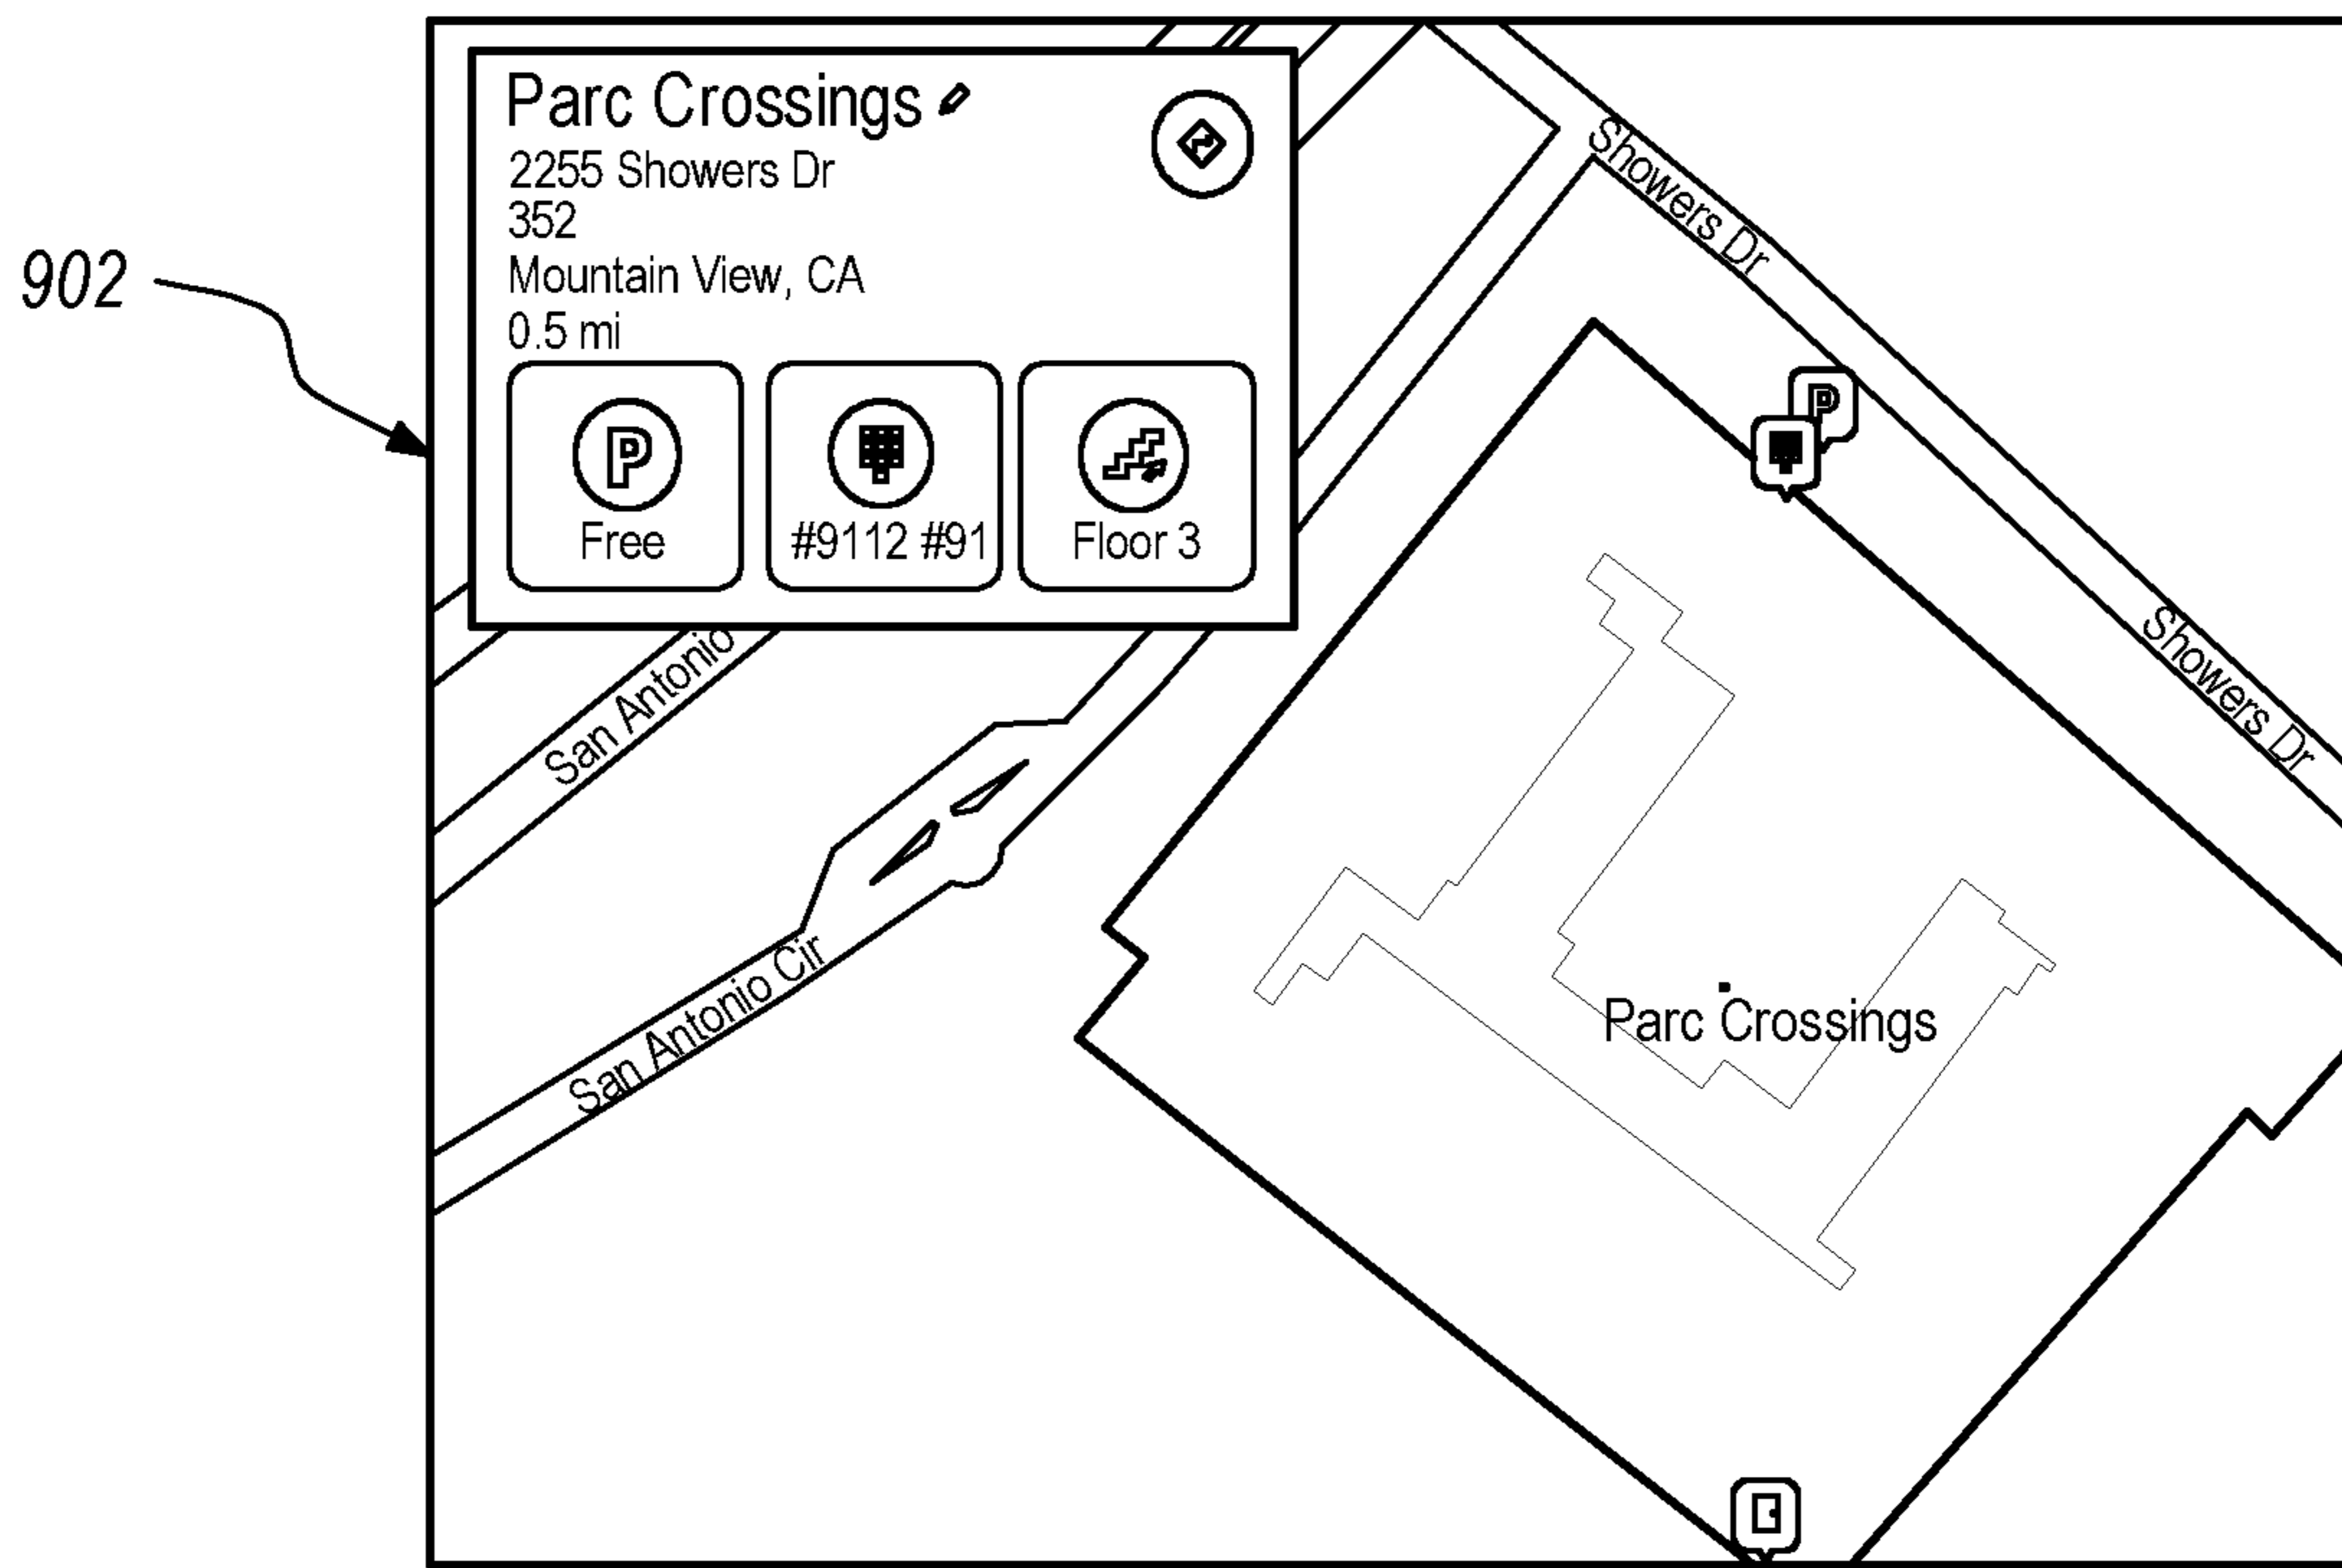 902
Parc Crossings
2255 Showers Dr
352
Mountain View, CA
0.5 mi
P
Free
#9112 #91
Floor 3
Showers Dr
P
Showers Dr
San Antonio
San Antonio Cir
Parc Crossings